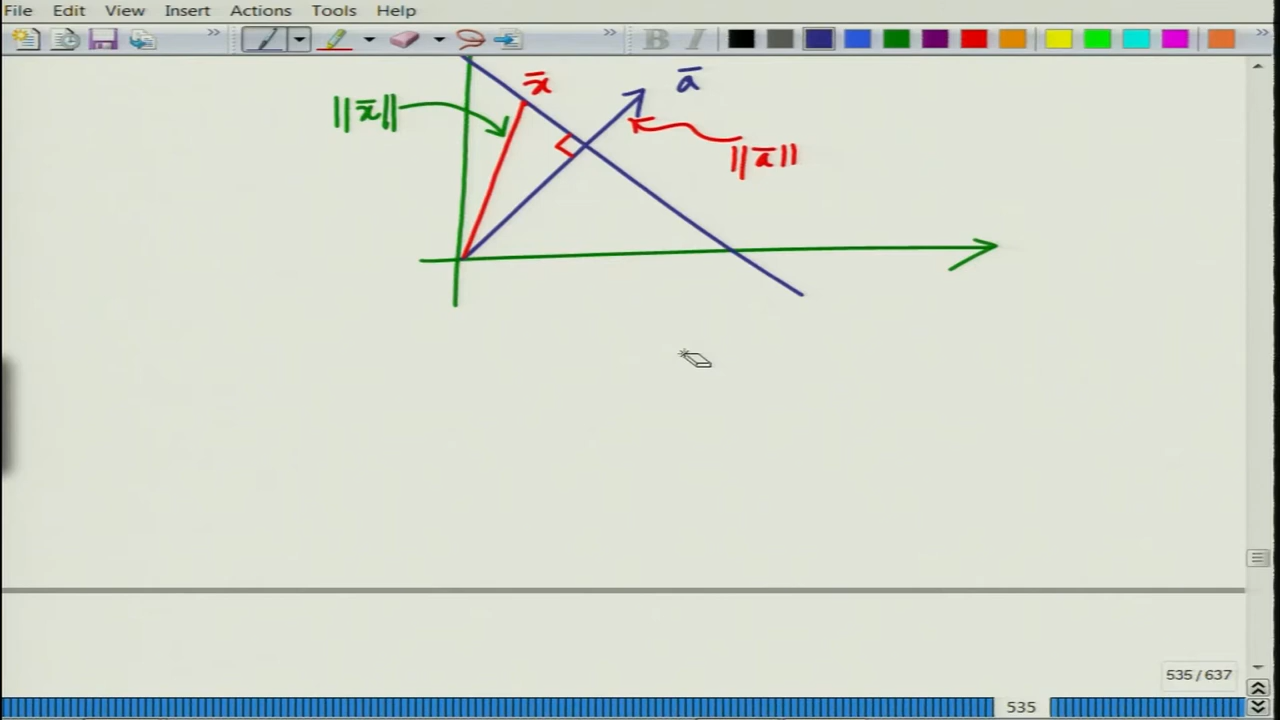 File Edit View Insert Actions Tools Help
B I
x̄
ā
||x̄||
||ā||
535 / 637
535